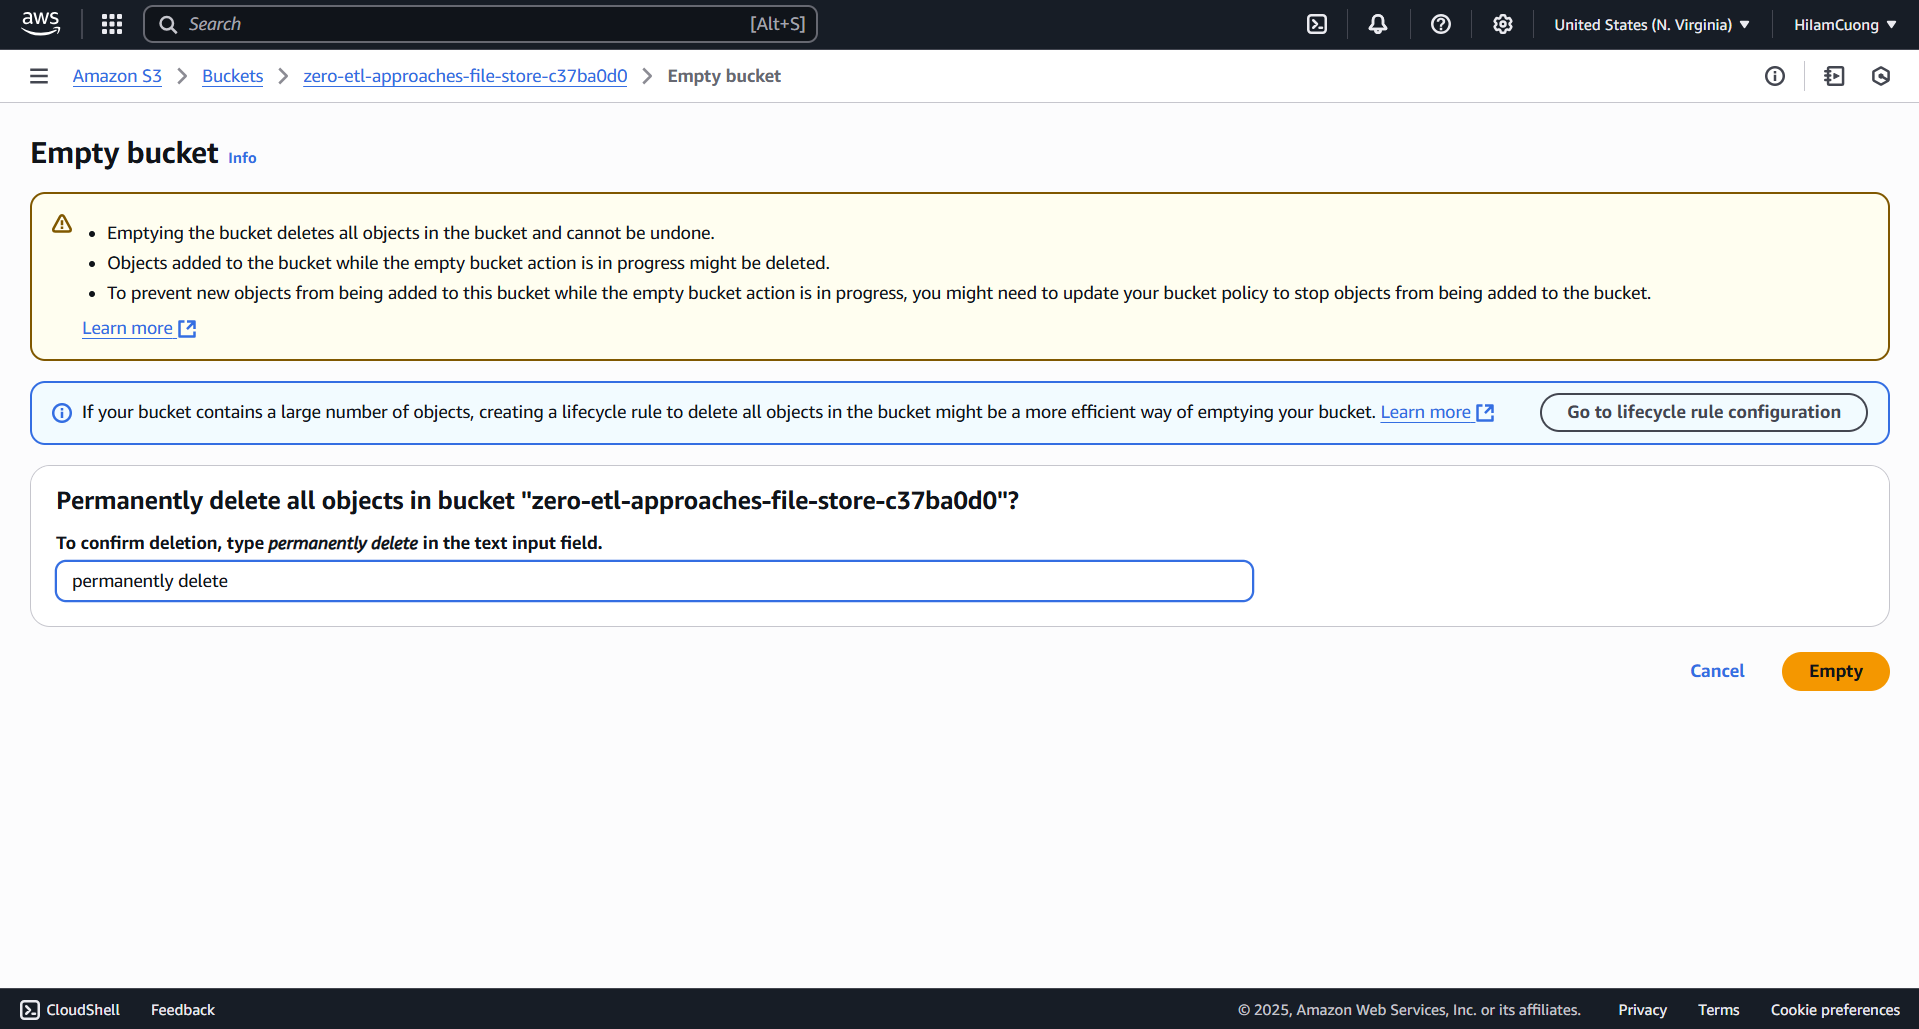 aws
Search [Alt+S]
United States (N. Virginia)
HilamCuong
Amazon S3 > Buckets > zero-etl-approaches-file-store-c37ba0d0 > Empty bucket
Empty bucket Info
• Emptying the bucket deletes all objects in the bucket and cannot be undone.
• Objects added to the bucket while the empty bucket action is in progress might be deleted.
• To prevent new objects from being added to this bucket while the empty bucket action is in progress, you might need to update your bucket policy to stop objects from being added to the bucket.
Learn more
If your bucket contains a large number of objects, creating a lifecycle rule to delete all objects in the bucket might be a more efficient way of emptying your bucket. Learn more
Go to lifecycle rule configuration
Permanently delete all objects in bucket "zero-etl-approaches-file-store-c37ba0d0"?
To confirm deletion, type permanently delete in the text input field.
permanently delete
Cancel
Empty
CloudShell
Feedback
© 2025, Amazon Web Services, Inc. or its affiliates.
Privacy
Terms
Cookie preferences